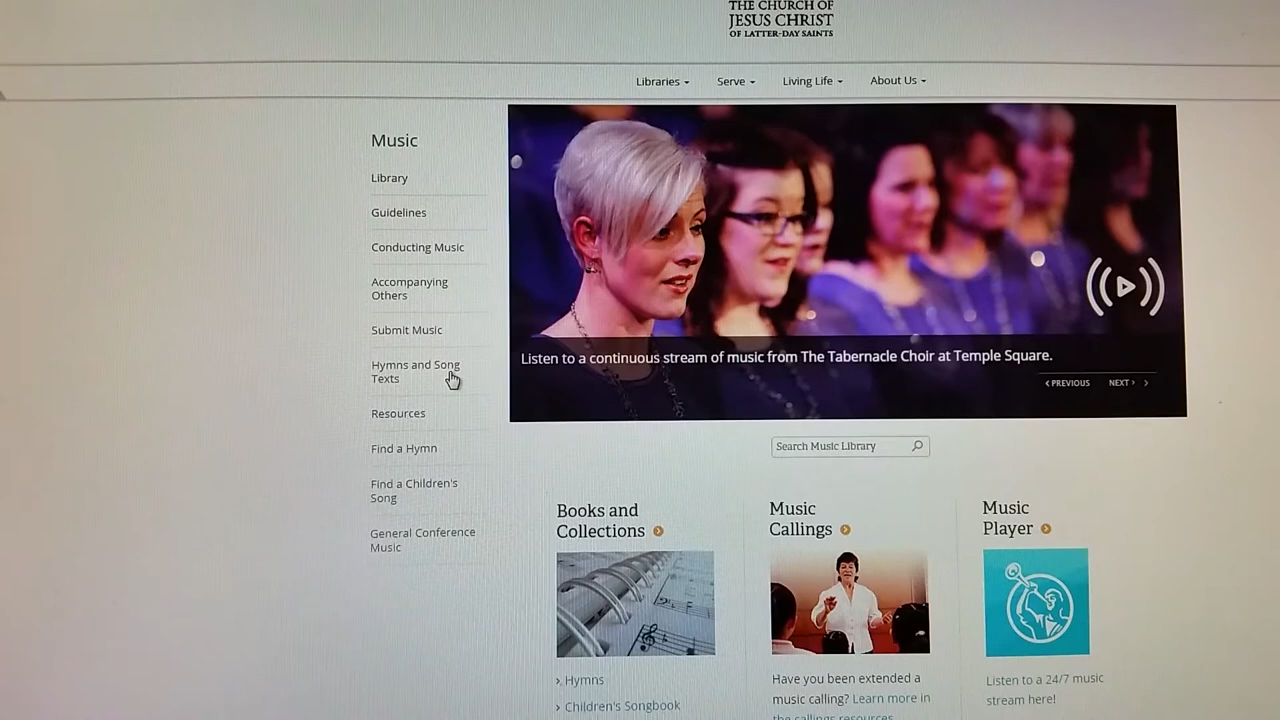 THE CHURCH OF
JESUS CHRIST
OF LATTER-DAY SAINTS
Libraries
Serve
Living Life
About Us
Music
Library
Guidelines
Conducting Music
Accompanying
Others
Submit Music
Hymns and Song
Texts
Resources
Find a Hymn
Find a Children's
Song
General Conference
Music
Listen to a continuous stream of music from The Tabernacle Choir at Temple Square.
‹ PREVIOUS NEXT › ›
Search Music Library
Books and
Collections
› Hymns
› Children's Songbook
Music
Callings
Have you been extended a
music calling? Learn more in
the callings resources
Music
Player
Listen to a 24/7 music
stream here!